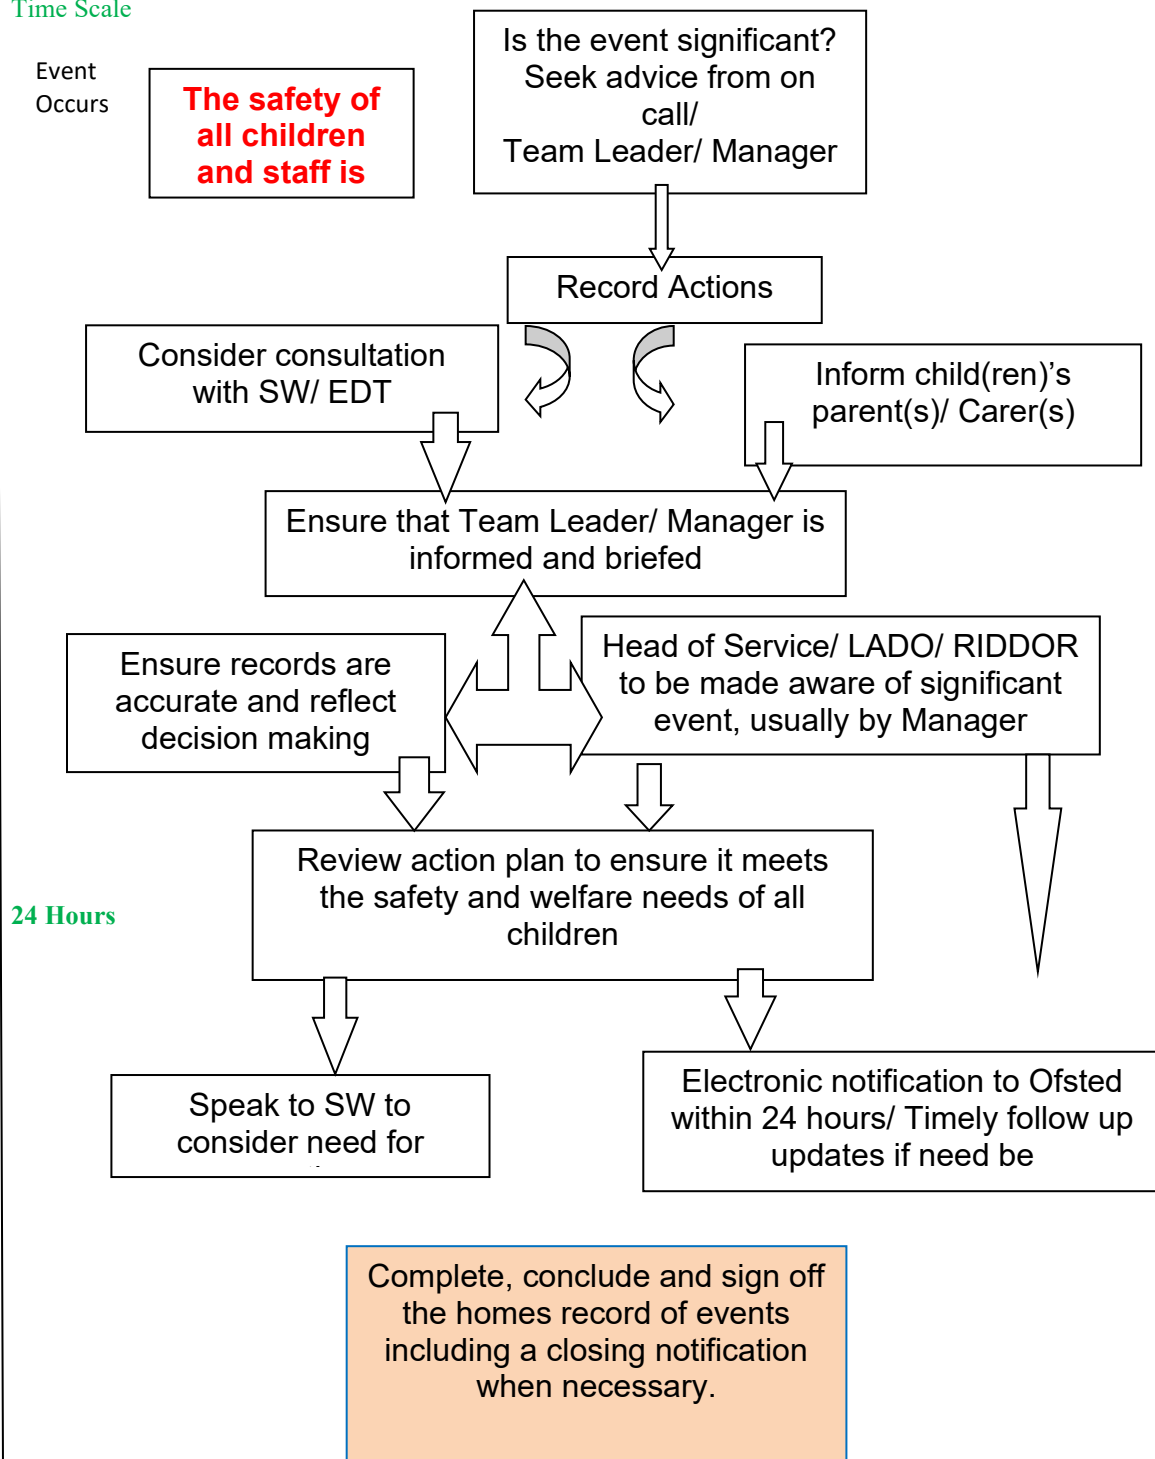 Time Scale
Event
Occurs
The safety of
all children
and staff is
Is the event significant?
Seek advice from on
call/
Team Leader/ Manager
Record Actions
Consider consultation
with SW/ EDT
Inform child(ren)'s
parent(s)/ Carer(s)
Ensure that Team Leader/ Manager is
informed and briefed
Ensure records are
accurate and reflect
decision making
Head of Service/ LADO/ RIDDOR
to be made aware of significant
event, usually by Manager
Review action plan to ensure it meets
the safety and welfare needs of all
children
24 Hours
Speak to SW to
consider need for
Electronic notification to Ofsted
within 24 hours/ Timely follow up
updates if need be
Complete, conclude and sign off
the homes record of events
including a closing notification
when necessary.